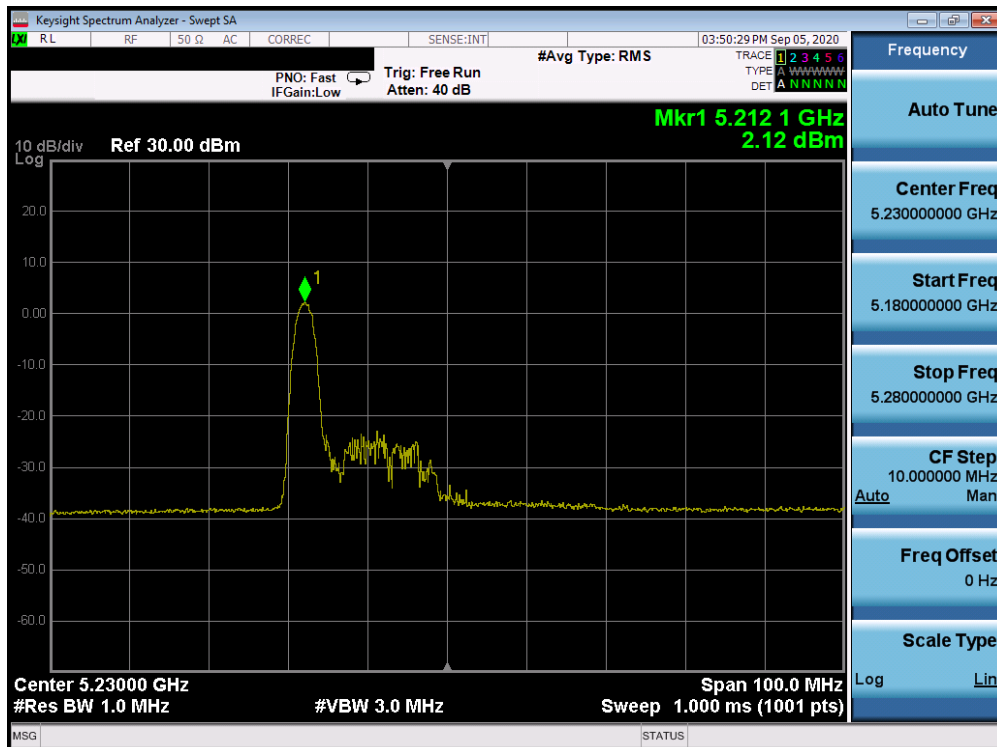 Keysight Spectrum Analyzer - Swept SA
LXI RL RF 50 Ω AC CORREC SENSE:INT 03:50:29 PM Sep 05, 2020
#Avg Type: RMS
TRACE 1 2 3 4 5 6
PNO: Fast Trig: Free Run
TYPE A WWWWW
IFGain:Low Atten: 40 dB
DET A N N N N N
Mkr1 5.212 1 GHz
2.12 dBm
10 dB/div Ref 30.00 dBm
Log
20.0
10.0
1
0.00
-10.0
-20.0
-30.0
-40.0
-50.0
-60.0
Center 5.23000 GHz Span 100.0 MHz
#Res BW 1.0 MHz #VBW 3.0 MHz Sweep 1.000 ms (1001 pts)
MSG STATUS
Frequency
Auto Tune
Center Freq
5.230000000 GHz
Start Freq
5.180000000 GHz
Stop Freq
5.280000000 GHz
CF Step
10.000000 MHz
Auto Man
Freq Offset
0 Hz
Scale Type
Log Lin